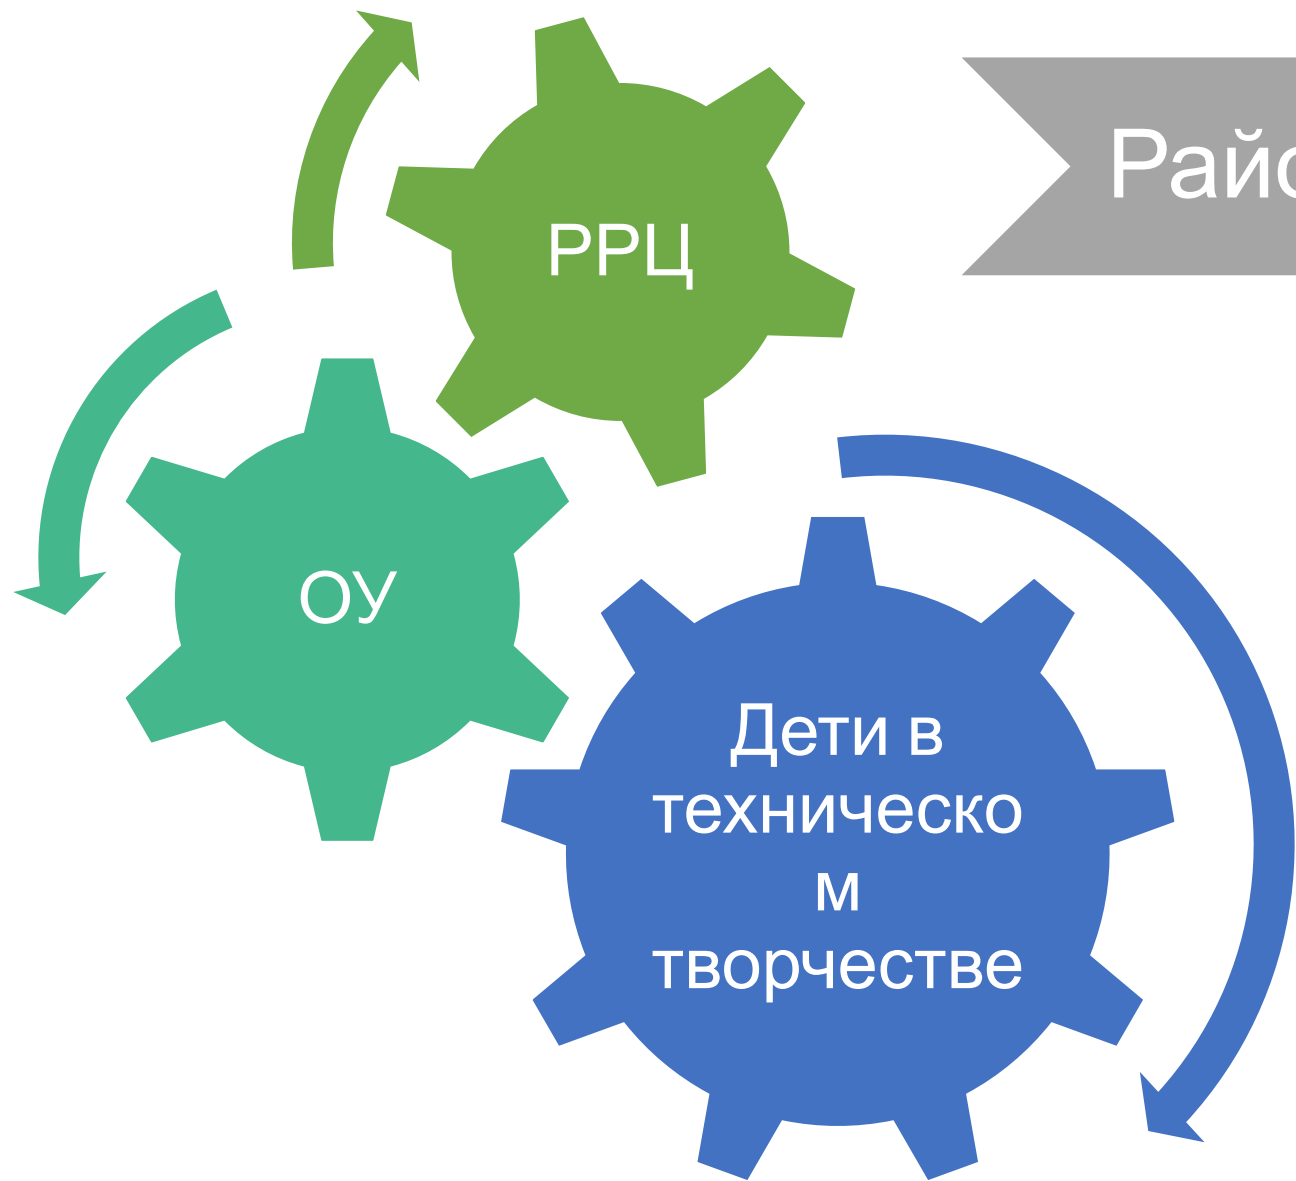 РРЦ
ОУ
Дети в
техническо
м
творчестве